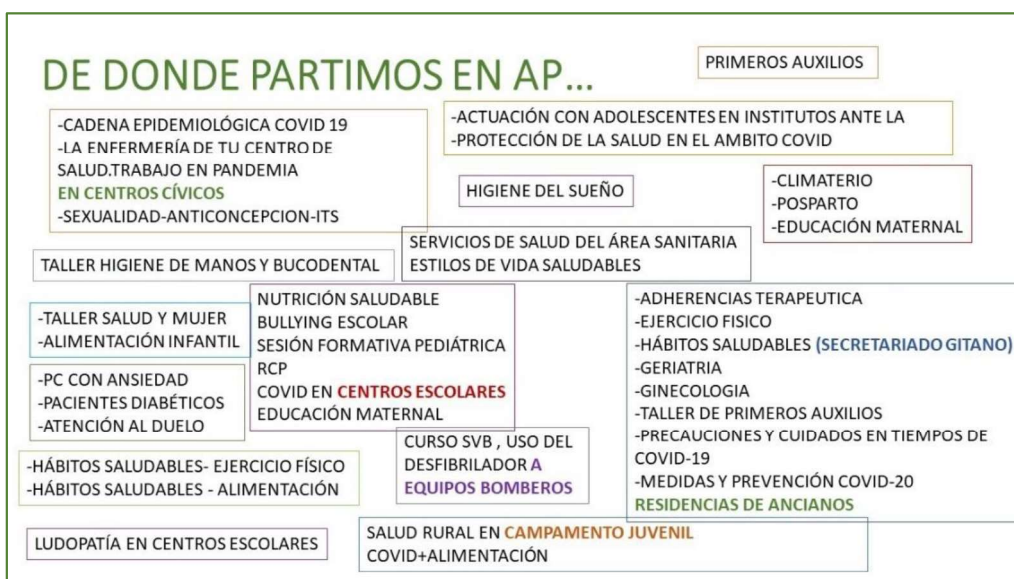 DE DONDE PARTIMOS EN AP...
PRIMEROS AUXILIOS
-CADENA EPIDEMIOLÓGICA COVID 19
-LA ENFERMERÍA DE TU CENTRO DE
SALUD.TRABAJO EN PANDEMIA
EN CENTROS CÍVICOS
-SEXUALIDAD-ANTICONCEPCION-ITS
-ACTUACIÓN CON ADOLESCENTES EN INSTITUTOS ANTE LA
-PROTECCIÓN DE LA SALUD EN EL AMBITO COVID
HIGIENE DEL SUEÑO
-CLIMATERIO
-POSPARTO
-EDUCACIÓN MATERNAL
TALLER HIGIENE DE MANOS Y BUCODENTAL
SERVICIOS DE SALUD DEL ÁREA SANITARIA
ESTILOS DE VIDA SALUDABLES
-TALLER SALUD Y MUJER
-ALIMENTACIÓN INFANTIL
NUTRICIÓN SALUDABLE
BULLYING ESCOLAR
SESIÓN FORMATIVA PEDIÁTRICA
RCP
COVID EN CENTROS ESCOLARES
EDUCACIÓN MATERNAL
-ADHERENCIAS TERAPEUTICA
-EJERCICIO FISICO
-HÁBITOS SALUDABLES (SECRETARIADO GITANO)
-GERIATRIA
-GINECOLOGIA
-TALLER DE PRIMEROS AUXILIOS
-PRECAUCIONES Y CUIDADOS EN TIEMPOS DE
COVID-19
-MEDIDAS Y PREVENCIÓN COVID-20
RESIDENCIAS DE ANCIANOS
-PC CON ANSIEDAD
-PACIENTES DIABÉTICOS
-ATENCIÓN AL DUELO
CURSO SVB , USO DEL
DESFIBRILADOR A
EQUIPOS BOMBEROS
-HÁBITOS SALUDABLES- EJERCICIO FÍSICO
-HÁBITOS SALUDABLES - ALIMENTACIÓN
LUDOPATÍA EN CENTROS ESCOLARES
SALUD RURAL EN CAMPAMENTO JUVENIL
COVID+ALIMENTACIÓN